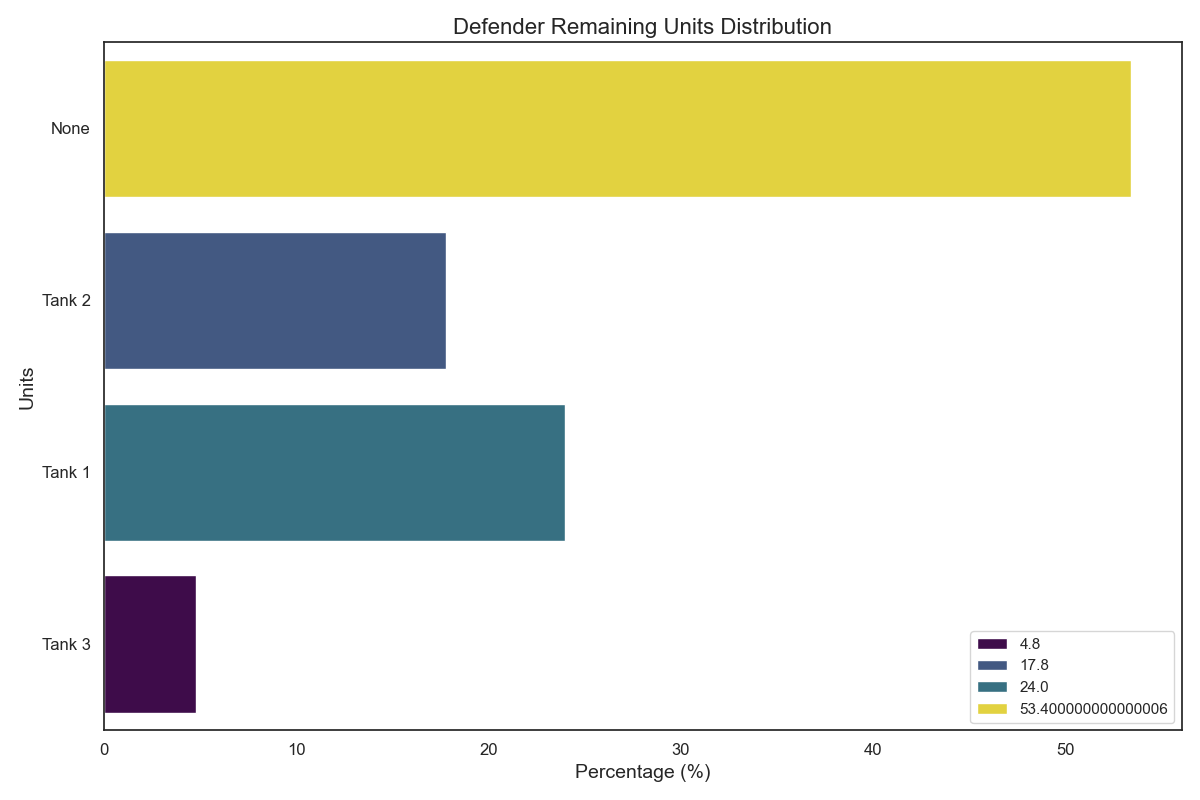 Defender Remaining Units Distribution
None
Tank 2
Tank 1
Tank 3
Units
0 10 20 30 40 50
Percentage (%)
4.8
17.8
24.0
53.400000000000006